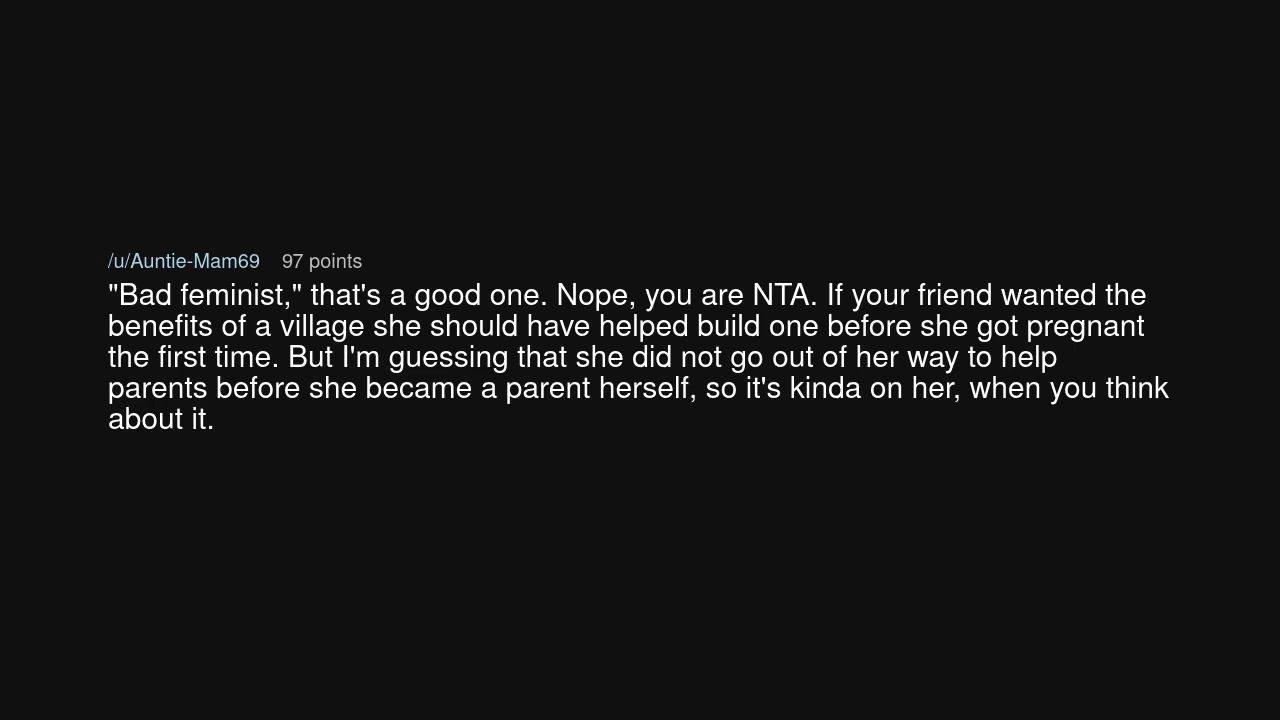 /u/Auntie-Mam69 97 points
"Bad feminist," that's a good one. Nope, you are NTA. If your friend wanted the
benefits of a village she should have helped build one before she got pregnant
the first time. But I'm guessing that she did not go out of her way to help
parents before she became a parent herself, so it's kinda on her, when you think
about it.